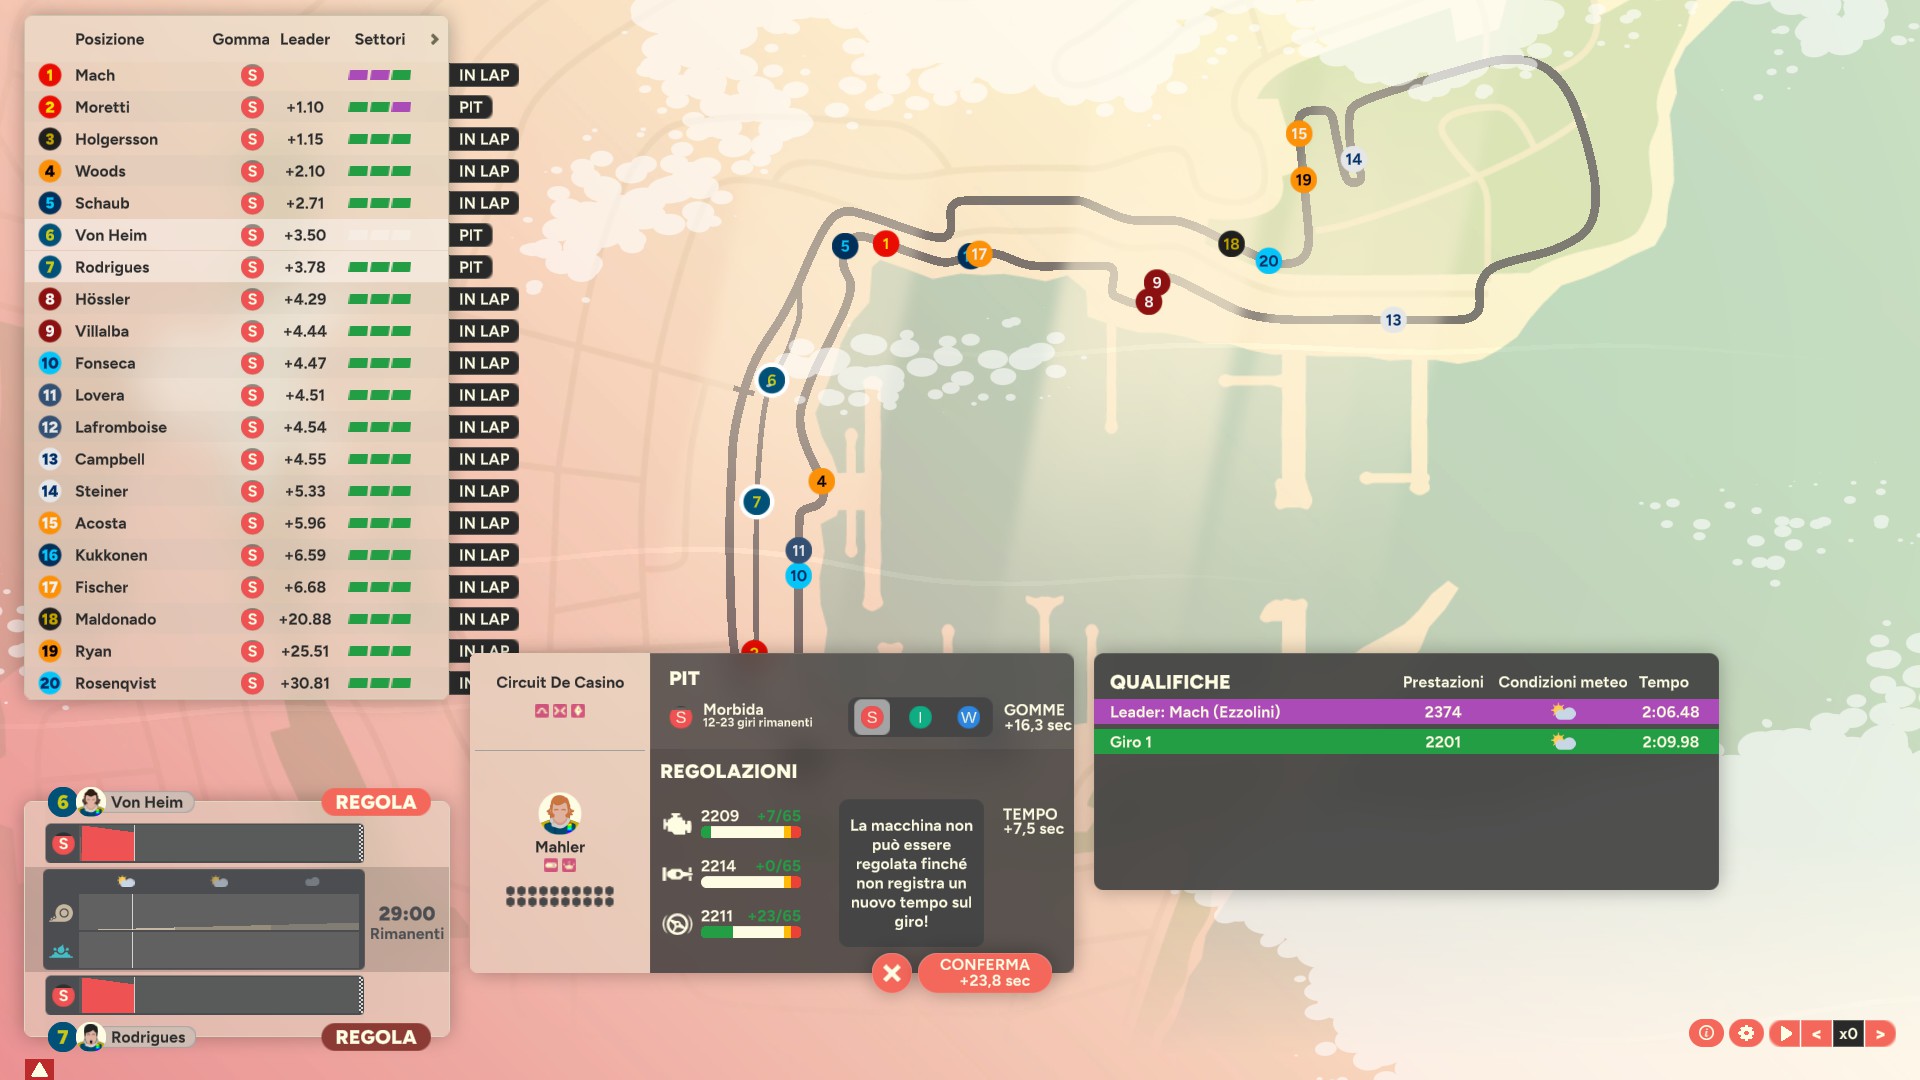 Posizione Gomma Leader Settori
1 Mach S IN LAP
2 Moretti S +1.10 PIT
3 Holgersson S +1.15 IN LAP
4 Woods S +2.10 IN LAP
5 Schaub S +2.71 IN LAP
6 Von Heim S +3.50 PIT
7 Rodrigues S +3.78 PIT
8 Hössler S +4.29 IN LAP
9 Villalba S +4.44 IN LAP
10 Fonseca S +4.47 IN LAP
11 Lovera S +4.51 IN LAP
12 Lafromboise S +4.54 IN LAP
13 Campbell S +4.55 IN LAP
14 Steiner S +5.33 IN LAP
15 Acosta S +5.96 IN LAP
16 Kukkonen S +6.59 IN LAP
17 Fischer S +6.68 IN LAP
18 Maldonado S +20.88 IN LAP
19 Ryan S +25.51 IN LAP
20 Rosenqvist S +30.81
15
14
19
18
20
5
1
17
9
8
13
6
4
7
11
10
Circuit De Casino
Mahler
PIT
S Morbida
12-23 giri rimanenti
S I W
GOMME
+16,3 sec
REGOLAZIONI
2209 +7/65
2214 +0/65
2211 +23/65
La macchina non
può essere
regolata finché
non registra un
nuovo tempo sul
giro!
TEMPO
+7,5 sec
CONFERMA
+23,8 sec
QUALIFICHE Prestazioni Condizioni meteo Tempo
Leader: Mach (Ezzolini) 2374 2:06.48
Giro 1 2201 2:09.98
6 Von Heim REGOLA
S
29:00
Rimanenti
S
7 Rodrigues REGOLA
< x0 >